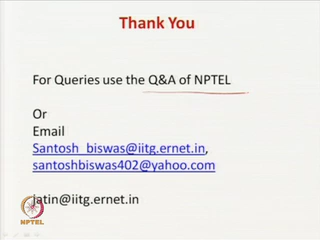 Thank You
For Queries use the Q&A of NPTEL
Or
Email
Santosh_biswas@iitg.ernet.in,
santoshbiswas402@yahoo.com
jatin@iitg.ernet.in
NPTEL